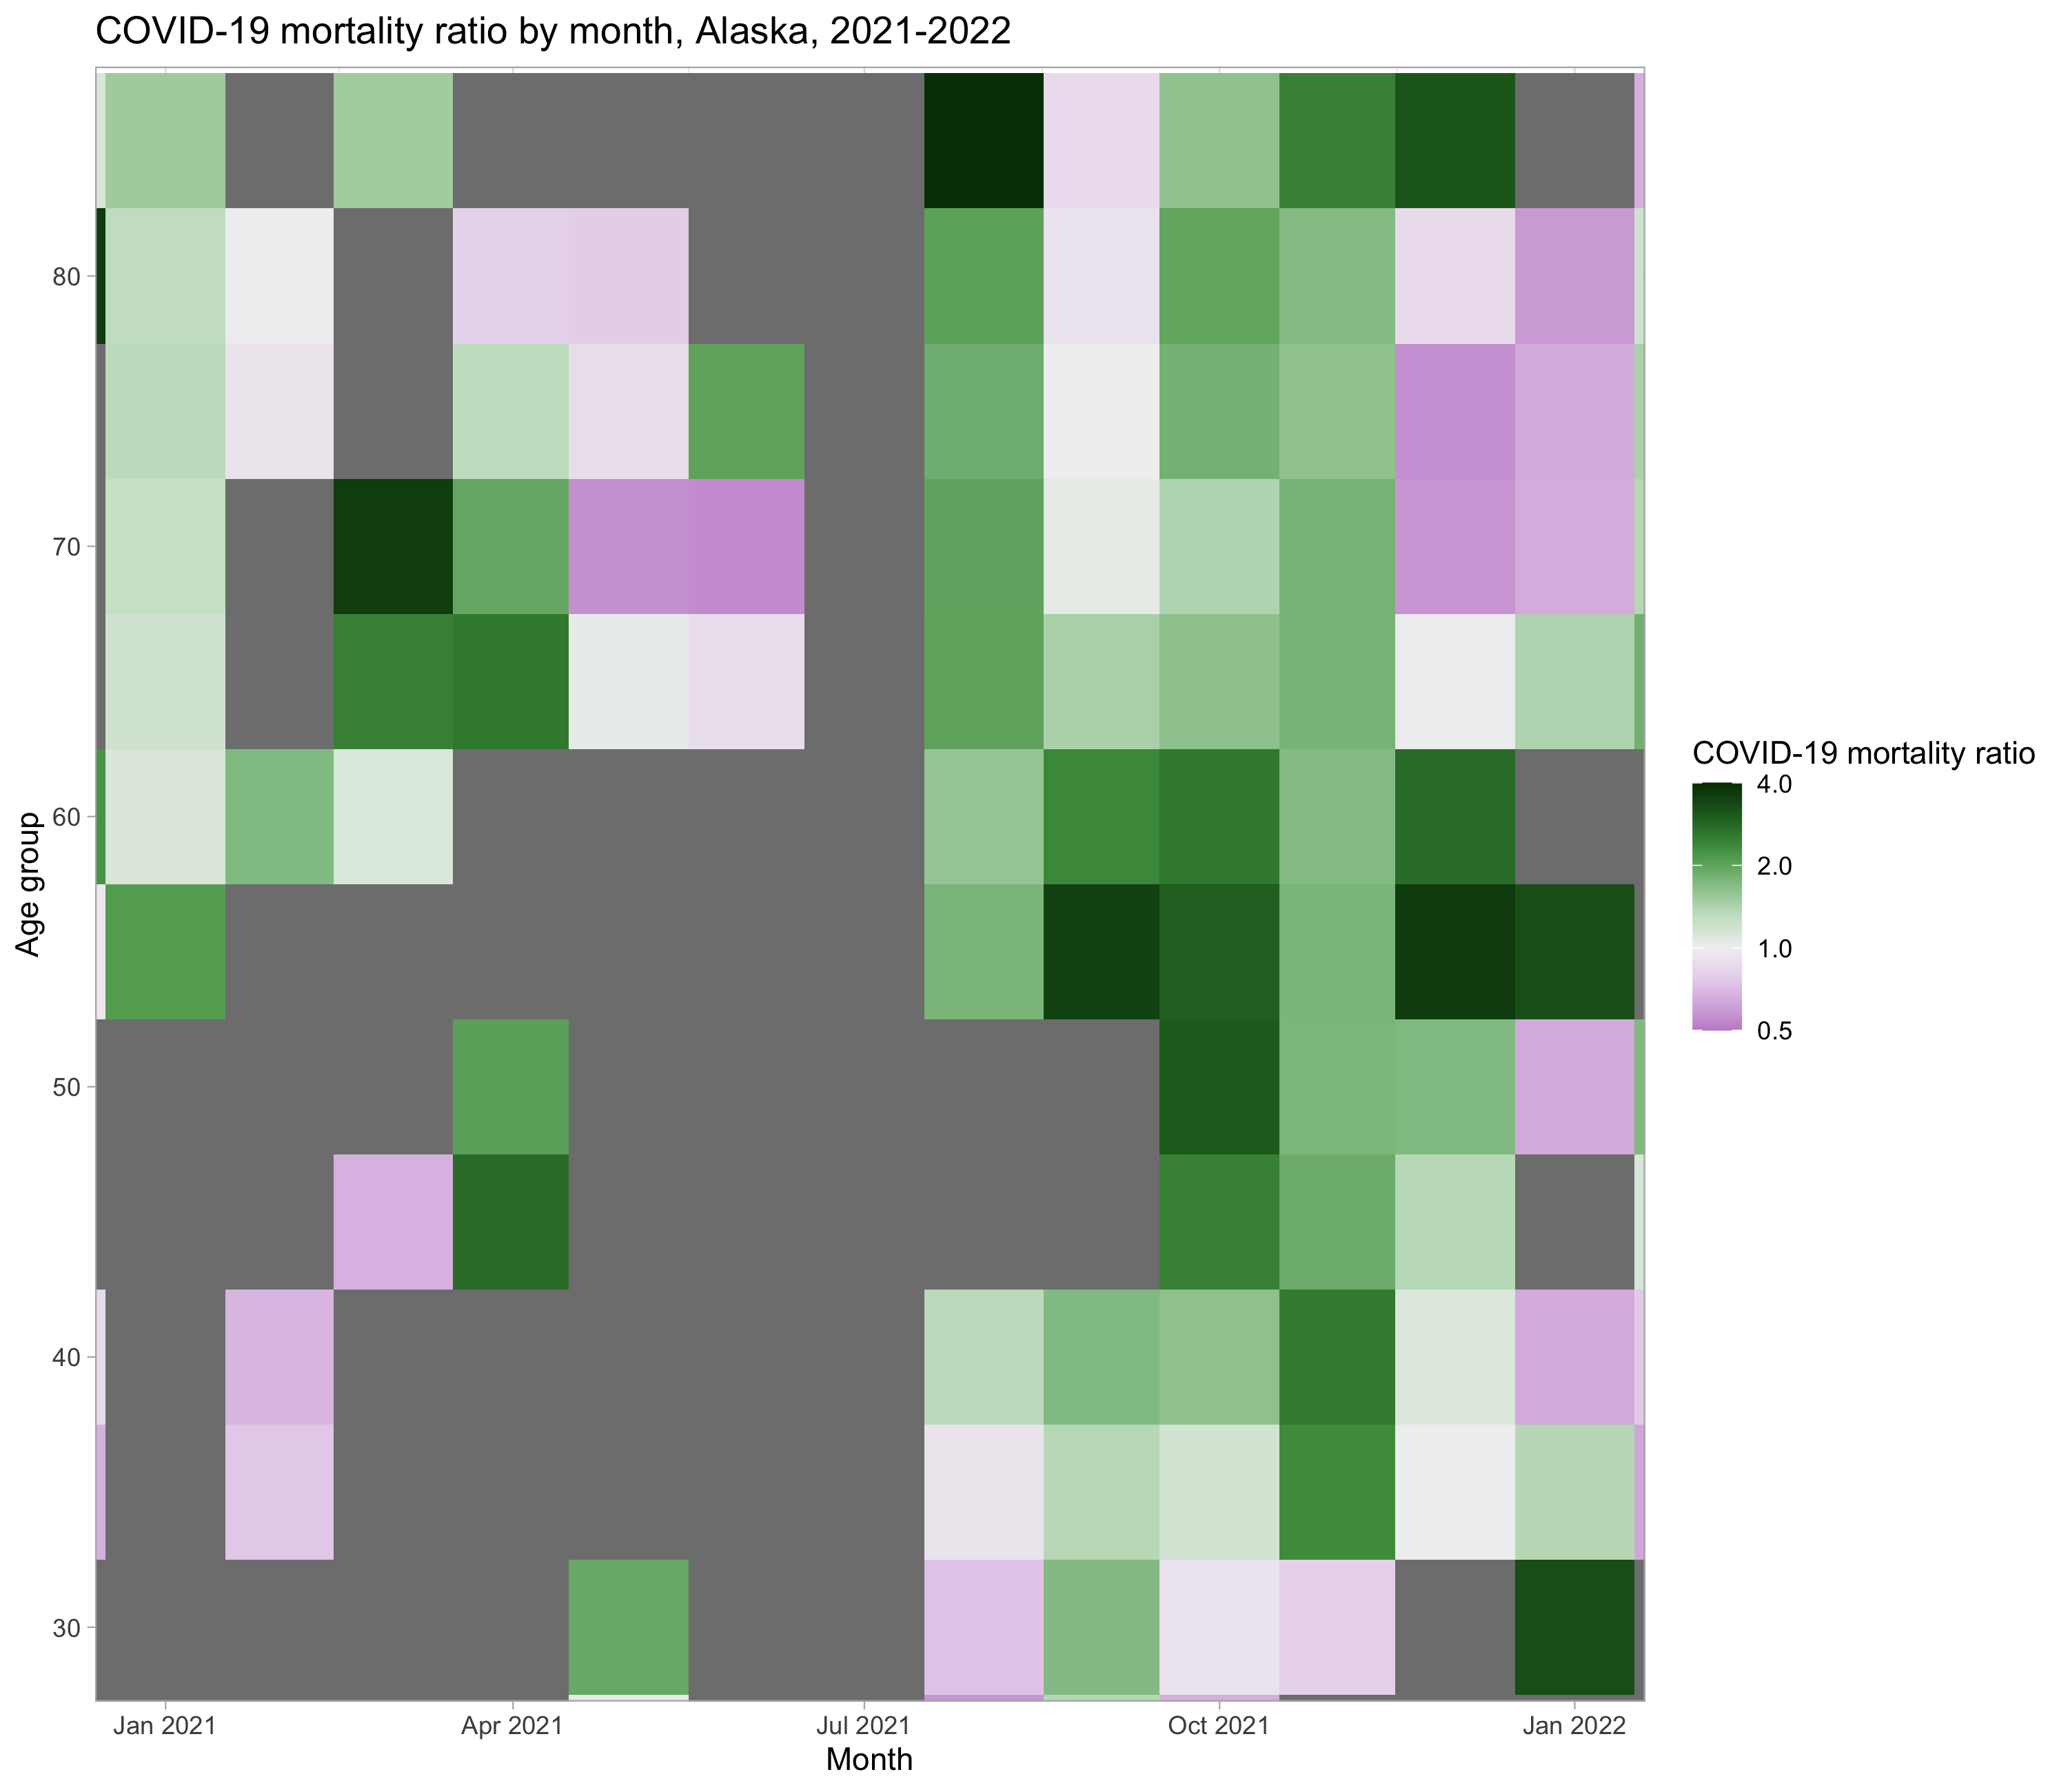 COVID-19 mortality ratio by month, Alaska, 2021-2022
80
70
60
50
40
30
Age group
Jan 2021
Apr 2021
Jul 2021
Oct 2021
Jan 2022
Month
COVID-19 mortality ratio
4.0
2.0
1.0
0.5